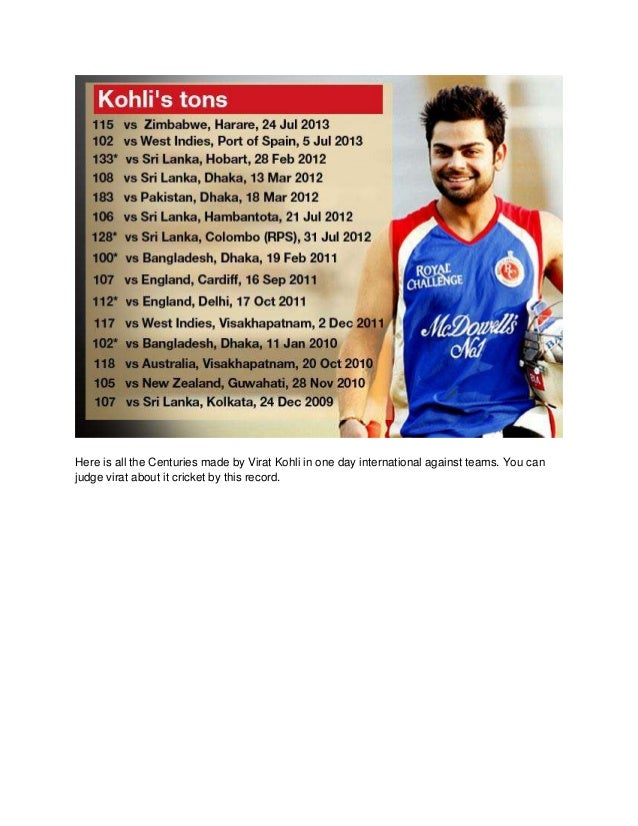 Kohli's tons
115 vs Zimbabwe, Harare, 24 Jul 2013
102 vs West Indies, Port of Spain, 5 Jul 2013
133* vs Sri Lanka, Hobart, 28 Feb 2012
108 vs Sri Lanka, Dhaka, 13 Mar 2012
183 vs Pakistan, Dhaka, 18 Mar 2012
106 vs Sri Lanka, Hambantota, 21 Jul 2012
128* vs Sri Lanka, Colombo (RPS), 31 Jul 2012
100* vs Bangladesh, Dhaka, 19 Feb 2011
107 vs England, Cardiff, 16 Sep 2011
112* vs England, Delhi, 17 Oct 2011
117 vs West Indies, Visakhapatnam, 2 Dec 2011
102* vs Bangladesh, Dhaka, 11 Jan 2010
118 vs Australia, Visakhapatnam, 20 Oct 2010
105 vs New Zealand, Guwahati, 28 Nov 2010
107 vs Sri Lanka, Kolkata, 24 Dec 2009
ROYAL
CHALLENGE
McDowell's
No.1
Here is all the Centuries made by Virat Kohli in one day international against teams. You can
judge virat about it cricket by this record.